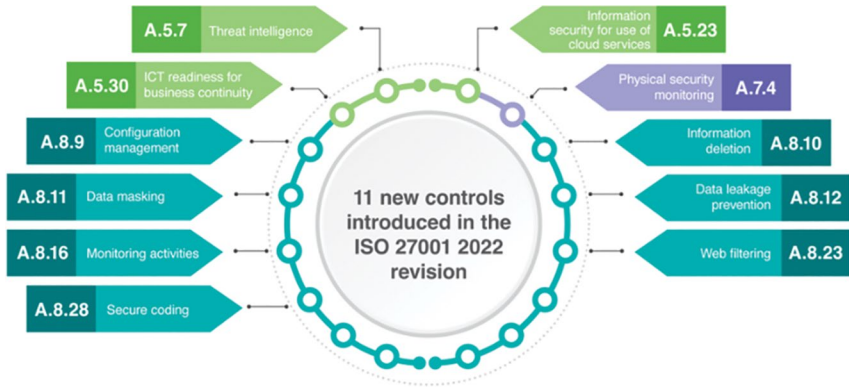 A.5.7
Threat intelligence
A.5.30
ICT readiness for
business continuity
A.8.9
Configuration
management
A.8.11
Data masking
A.8.16
Monitoring activities
A.8.28
Secure coding
11 new controls
introduced in the
ISO 27001 2022
revision
Information
security for use of
cloud services
A.5.23
Physical security
monitoring
A.7.4
Information
deletion
A.8.10
Data leakage
prevention
A.8.12
Web filtering
A.8.23